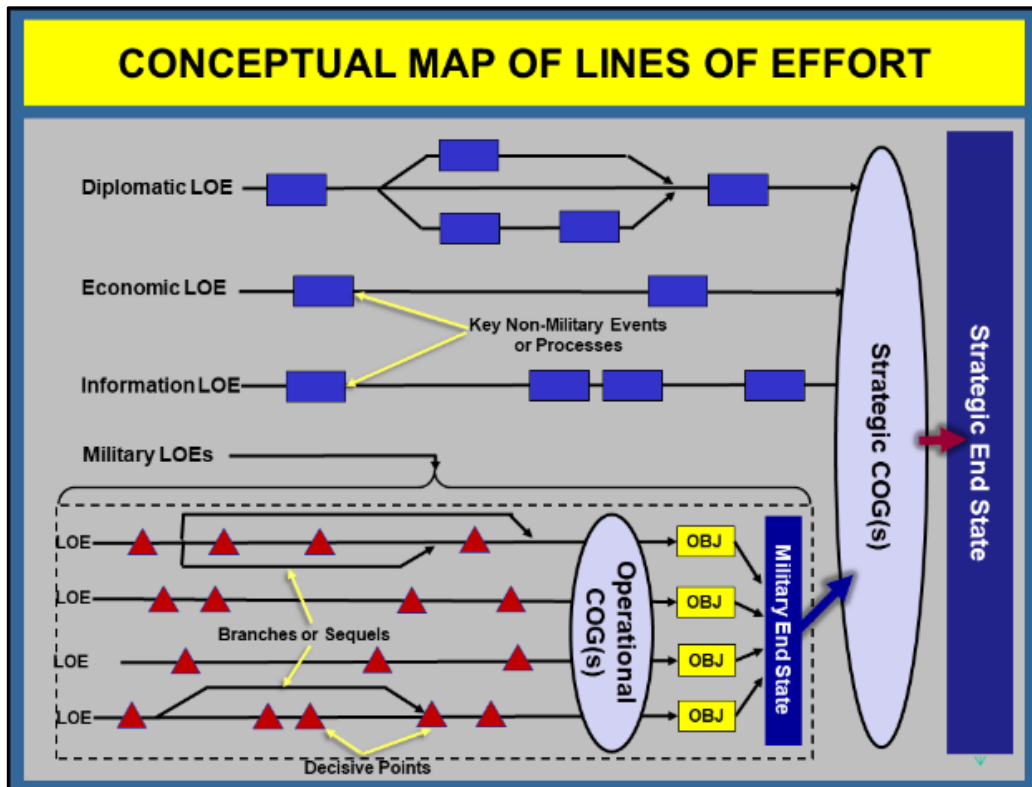 CONCEPTUAL MAP OF LINES OF EFFORT
Diplomatic LOE
Economic LOE
Key Non-Military Events
or Processes
Information LOE
Military LOEs
LOE
LOE
LOE
LOE
Branches or Sequels
Decisive Points
Operational
COG(s)
OBJ
OBJ
OBJ
OBJ
Military End State
Strategic COG(s)
Strategic End State